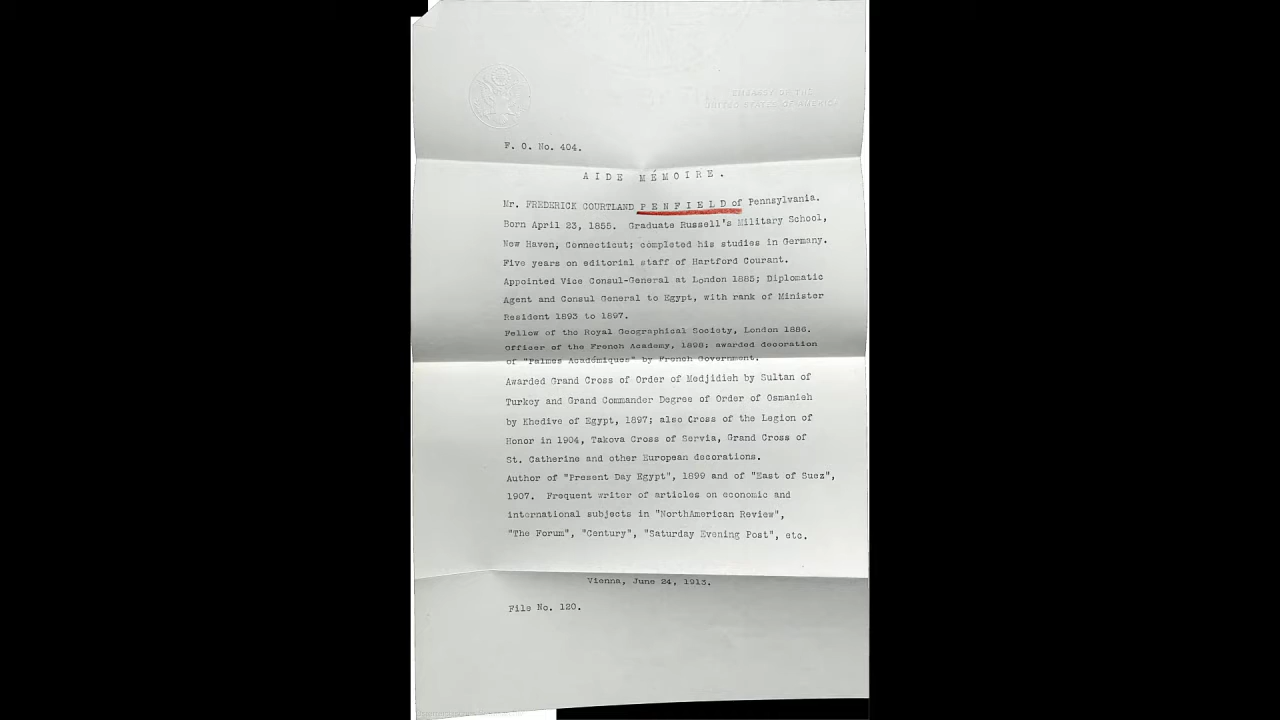 EMBASSY OF THE
UNITED STATES OF AMERICA
F. O. No. 404.
AIDE MÉMOIRE.
Mr. FREDERICK COURTLAND PENFIELD of Pennsylvania.
Born April 23, 1855. Graduate Russell's Military School,
New Haven, Connecticut; completed his studies in Germany.
Five years on editorial staff of Hartford Courant.
Appointed Vice Consul-General at London 1885; Diplomatic
Agent and Consul General to Egypt, with rank of Minister
Resident 1893 to 1897.
Fellow of the Royal Geographical Society, London 1886.
Officer of the French Academy, 1898; awarded decoration
of "Palmes Académiques" by French Government.
Awarded Grand Cross of Order of Medjidieh by Sultan of
Turkey and Grand Commander Degree of Order of Osmanieh
by Khedive of Egypt, 1897; also Cross of the Legion of
Honor in 1904, Takova Cross of Servia, Grand Cross of
St. Catherine and other European decorations.
Author of "Present Day Egypt", 1899 and of "East of Suez",
1907. Frequent writer of articles on economic and
international subjects in "NorthAmerican Review",
"The Forum", "Century", "Saturday Evening Post", etc.
Vienna, June 24, 1913.
File No. 120.